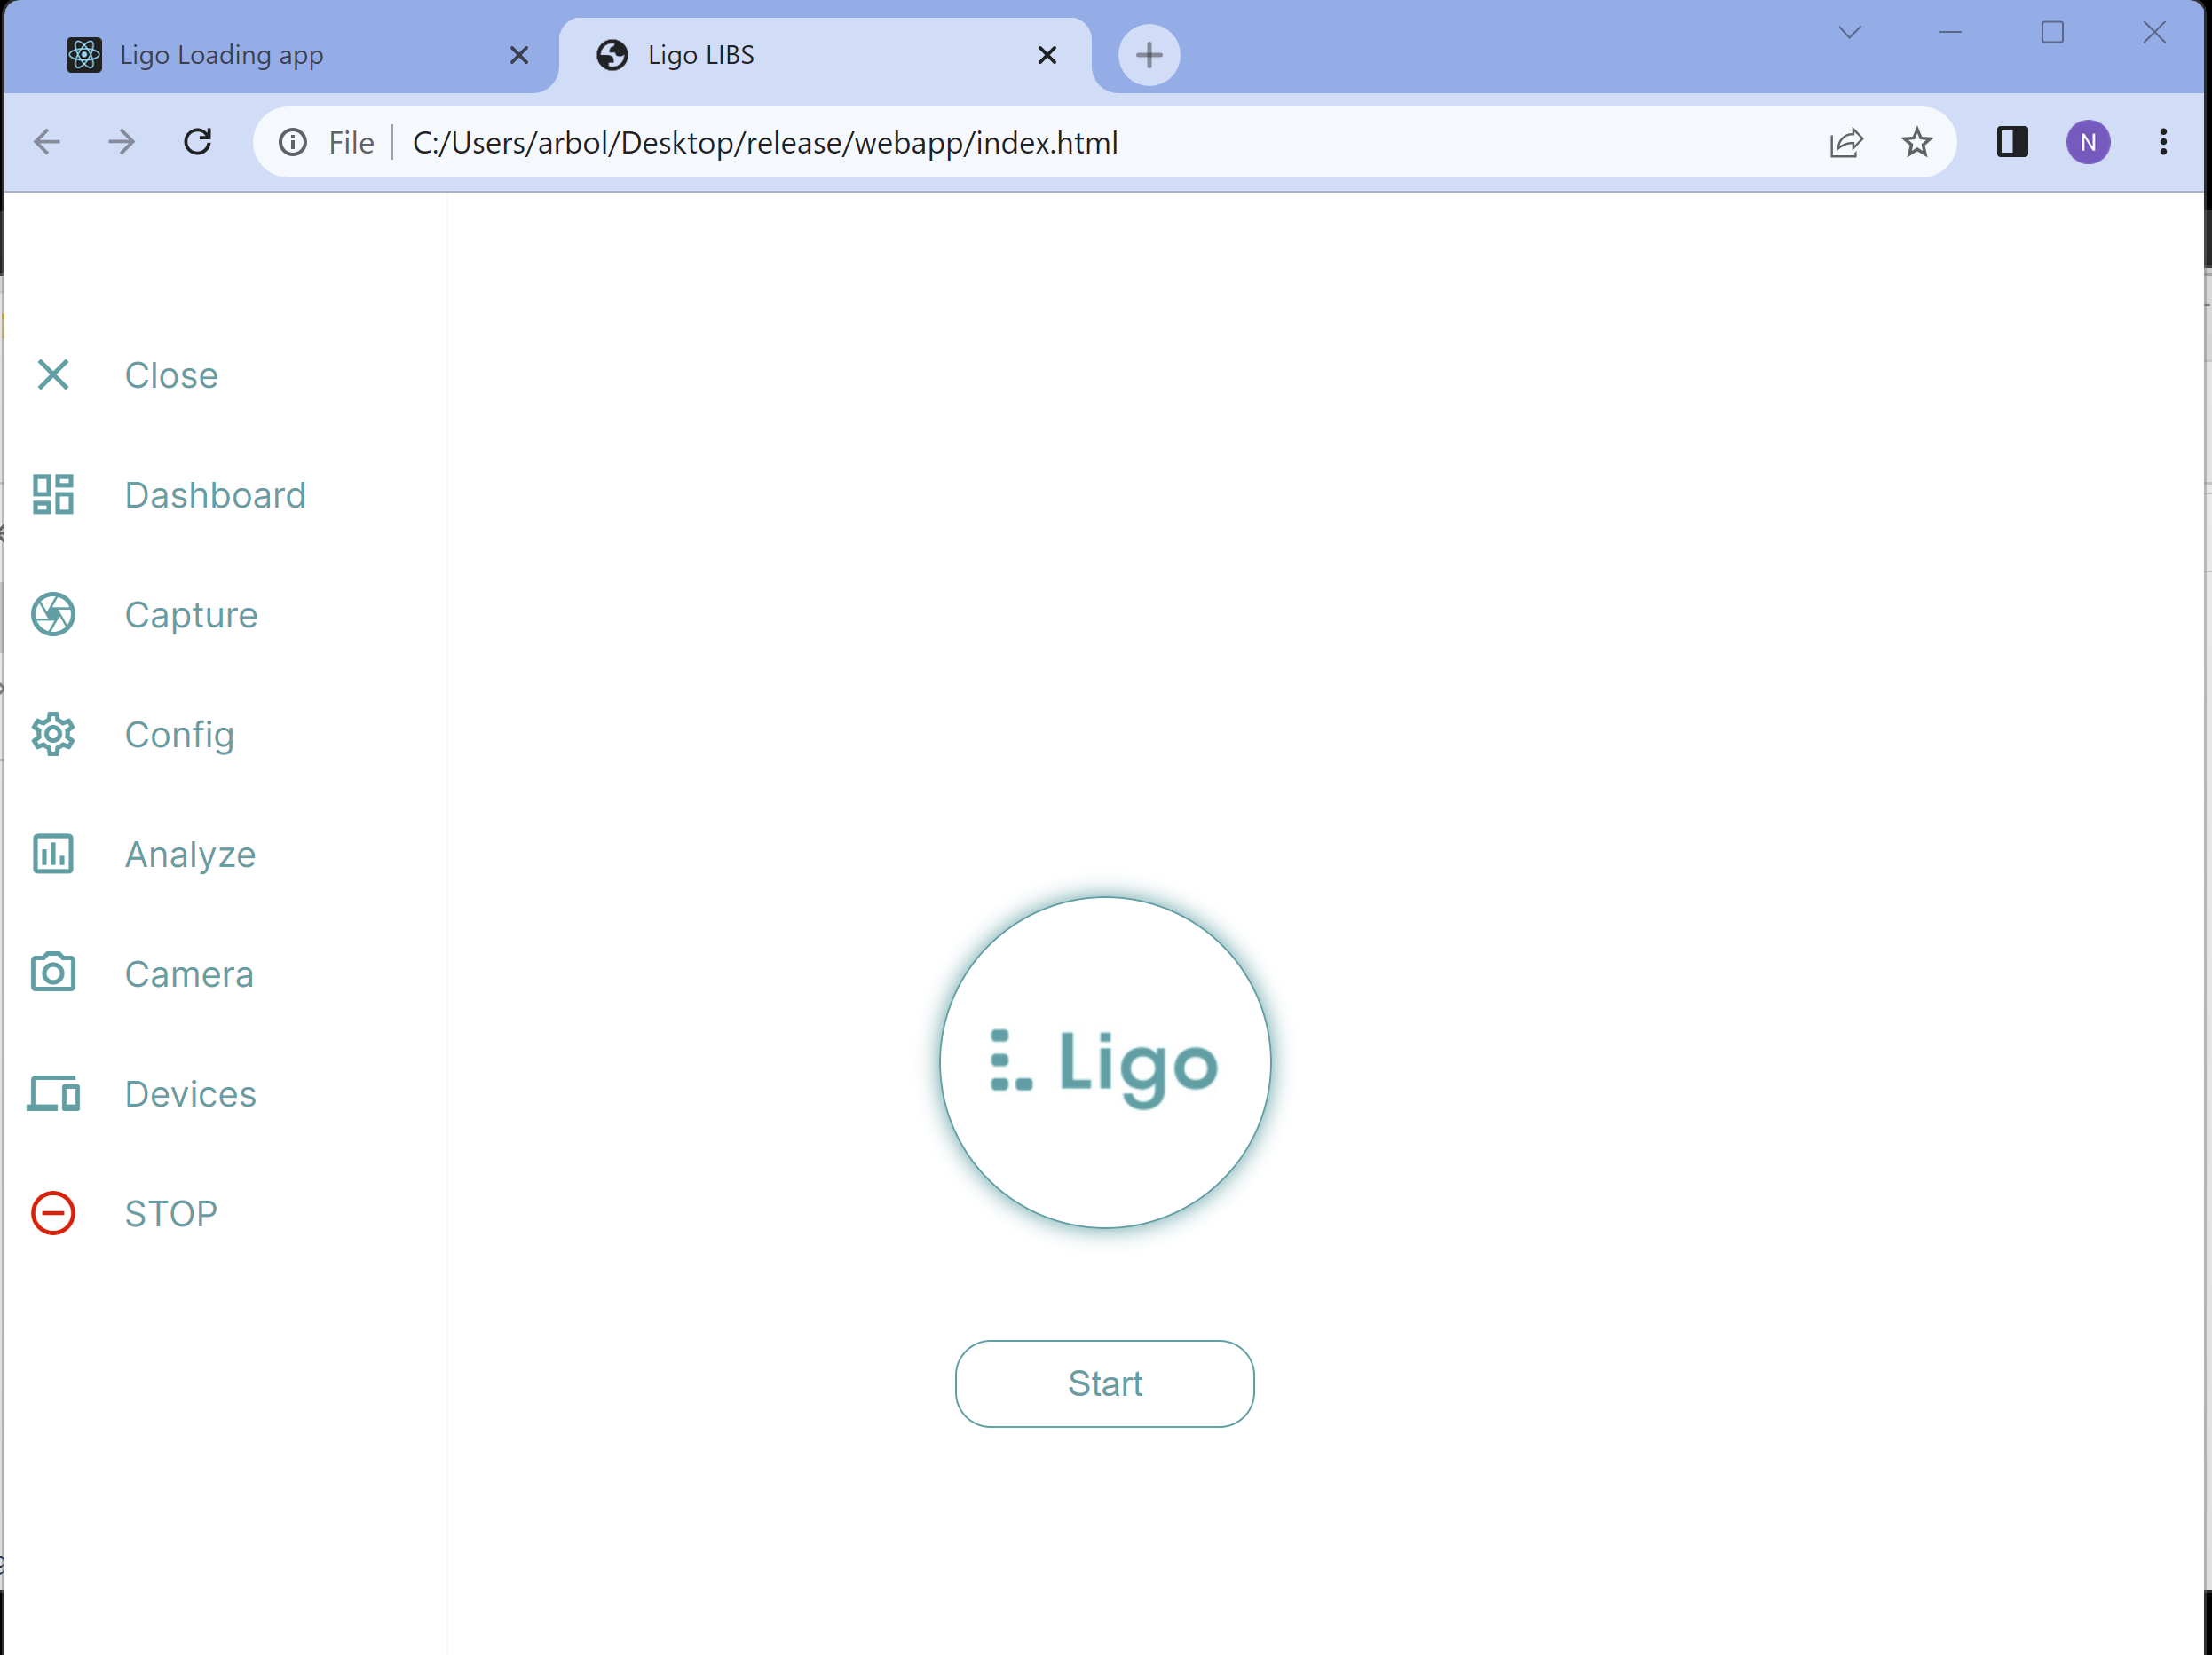 Ligo Loading app
Ligo LIBS
File
C:/Users/arbol/Desktop/release/webapp/index.html
N
Close
Dashboard
Capture
Config
Analyze
Camera
Devices
STOP
Ligo
Start